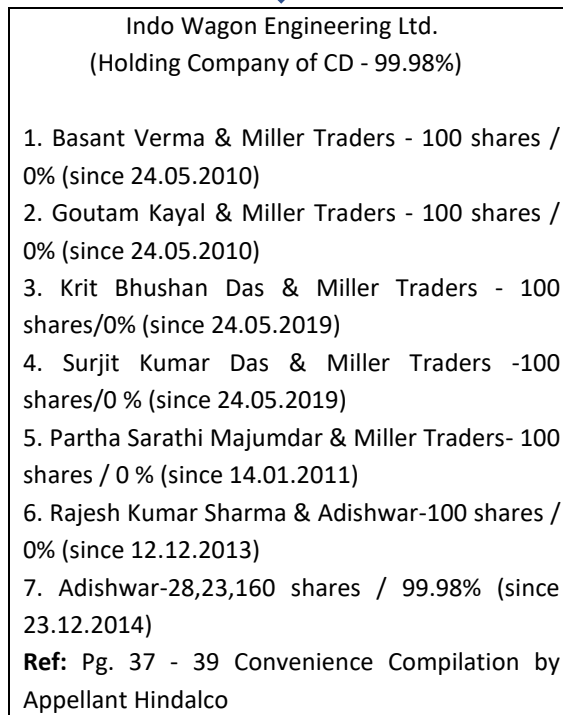 Indo Wagon Engineering Ltd.
(Holding Company of CD - 99.98%)
1. Basant Verma & Miller Traders - 100 shares /
0% (since 24.05.2010)
2. Goutam Kayal & Miller Traders - 100 shares /
0% (since 24.05.2010)
3. Krit Bhushan Das & Miller Traders - 100
shares/0% (since 24.05.2019)
4. Surjit Kumar Das & Miller Traders -100
shares/0 % (since 24.05.2019)
5. Partha Sarathi Majumdar & Miller Traders- 100
shares / 0 % (since 14.01.2011)
6. Rajesh Kumar Sharma & Adishwar-100 shares /
0% (since 12.12.2013)
7. Adishwar-28,23,160 shares / 99.98% (since
23.12.2014)
Ref: Pg. 37 - 39 Convenience Compilation by
Appellant Hindalco